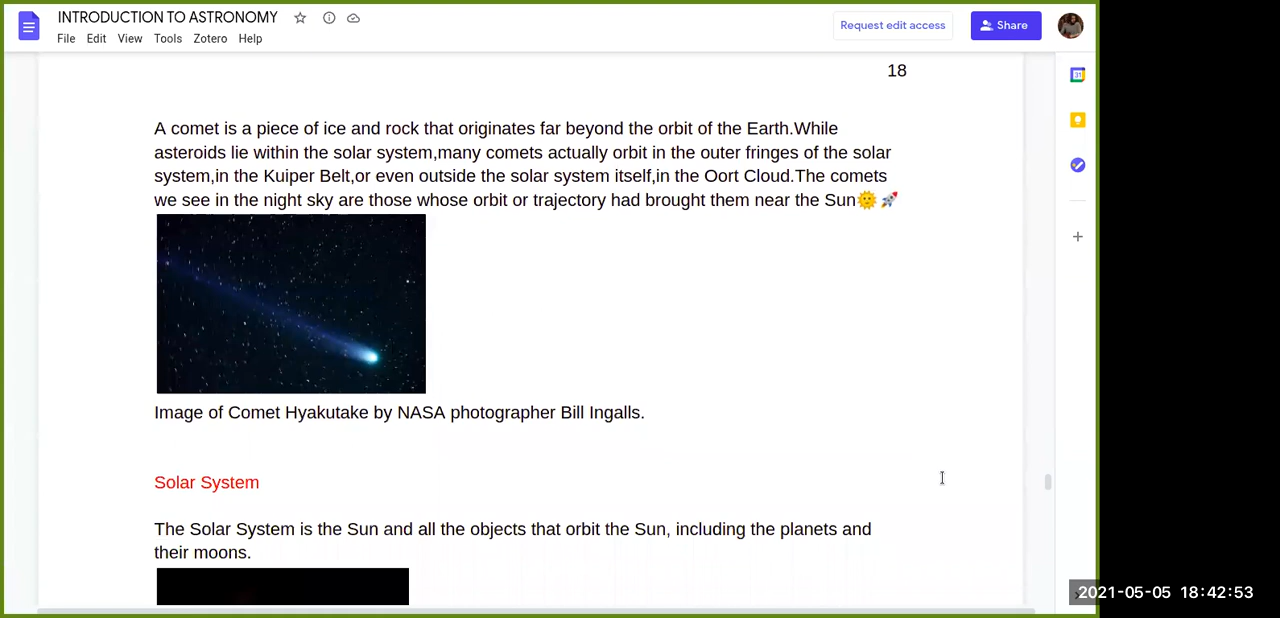 INTRODUCTION TO ASTRONOMY
File Edit View Tools Zotero Help
Request edit access
Share
31
18
A comet is a piece of ice and rock that originates far beyond the orbit of the Earth.While
asteroids lie within the solar system,many comets actually orbit in the outer fringes of the solar
system,in the Kuiper Belt,or even outside the solar system itself,in the Oort Cloud.The comets
we see in the night sky are those whose orbit or trajectory had brought them near the Sun🌞🚀
Image of Comet Hyakutake by NASA photographer Bill Ingalls.
Solar System
The Solar System is the Sun and all the objects that orbit the Sun, including the planets and
their moons.
2021-05-05 18:42:53